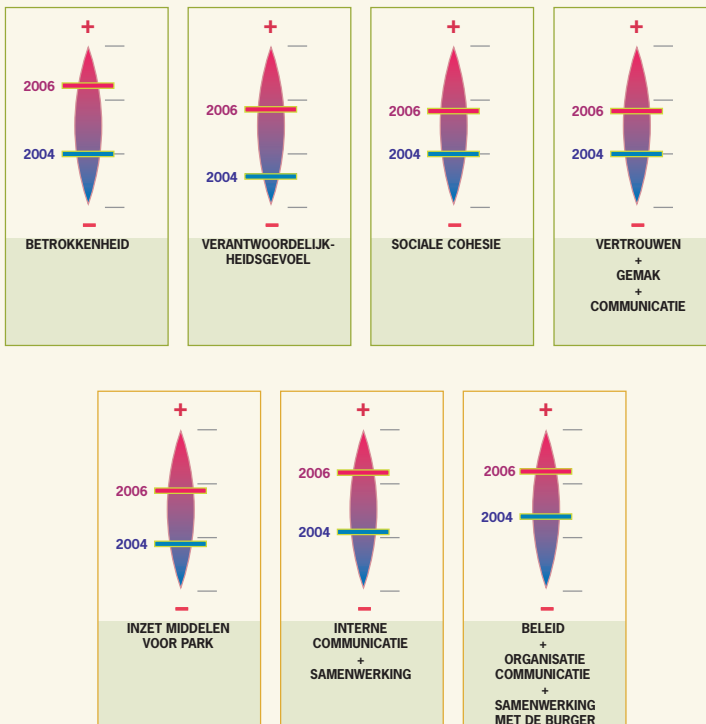 +
2006
2004
–
BETROKKENHEID
+
2006
2004
–
VERANTWOORDELIJK-
HEIDSGEVOEL
+
2006
2004
–
SOCIALE COHESIE
+
2006
2004
–
VERTROUWEN
+
GEMAK
+
COMMUNICATIE
+
2006
2004
–
INZET MIDDELEN
VOOR PARK
+
2006
2004
–
INTERNE
COMMUNICATIE
+
SAMENWERKING
+
2006
2004
–
BELEID
+
ORGANISATIE
COMMUNICATIE
+
SAMENWERKING
MET DE BURGER